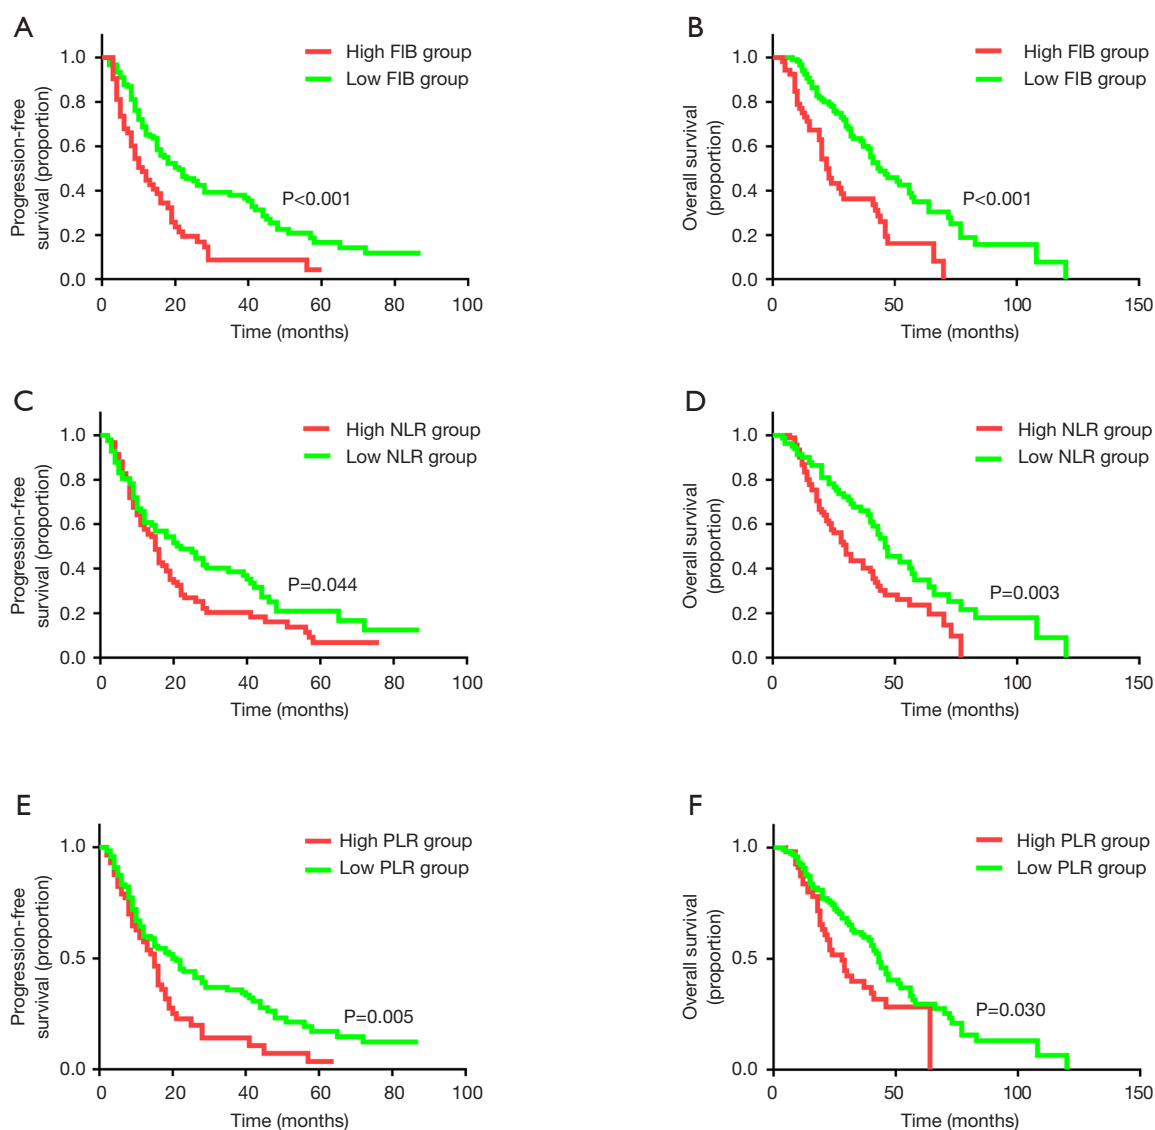 A
High FIB group
Low FIB group
Progression-free
survival (proportion)
1.0
0.8
0.6
0.4
0.2
0.0
P<0.001
0 20 40 60 80 100
Time (months)
B
High FIB group
Low FIB group
Overall survival
(proportion)
1.0
0.8
0.6
0.4
0.2
0.0
P<0.001
0 50 100 150
Time (months)
C
High NLR group
Low NLR group
Progression-free
survival (proportion)
1.0
0.8
0.6
0.4
0.2
0.0
P=0.044
0 20 40 60 80 100
Time (months)
D
High NLR group
Low NLR group
Overall survival
(proportion)
1.0
0.8
0.6
0.4
0.2
0.0
P=0.003
0 50 100 150
Time (months)
E
High PLR group
Low PLR group
Progression-free
survival (proportion)
1.0
0.5
0.0
P=0.005
0 20 40 60 80 100
Time (months)
F
High PLR group
Low PLR group
Overall survival
(proportion)
1.0
0.5
0.0
P=0.030
0 50 100 150
Time (months)